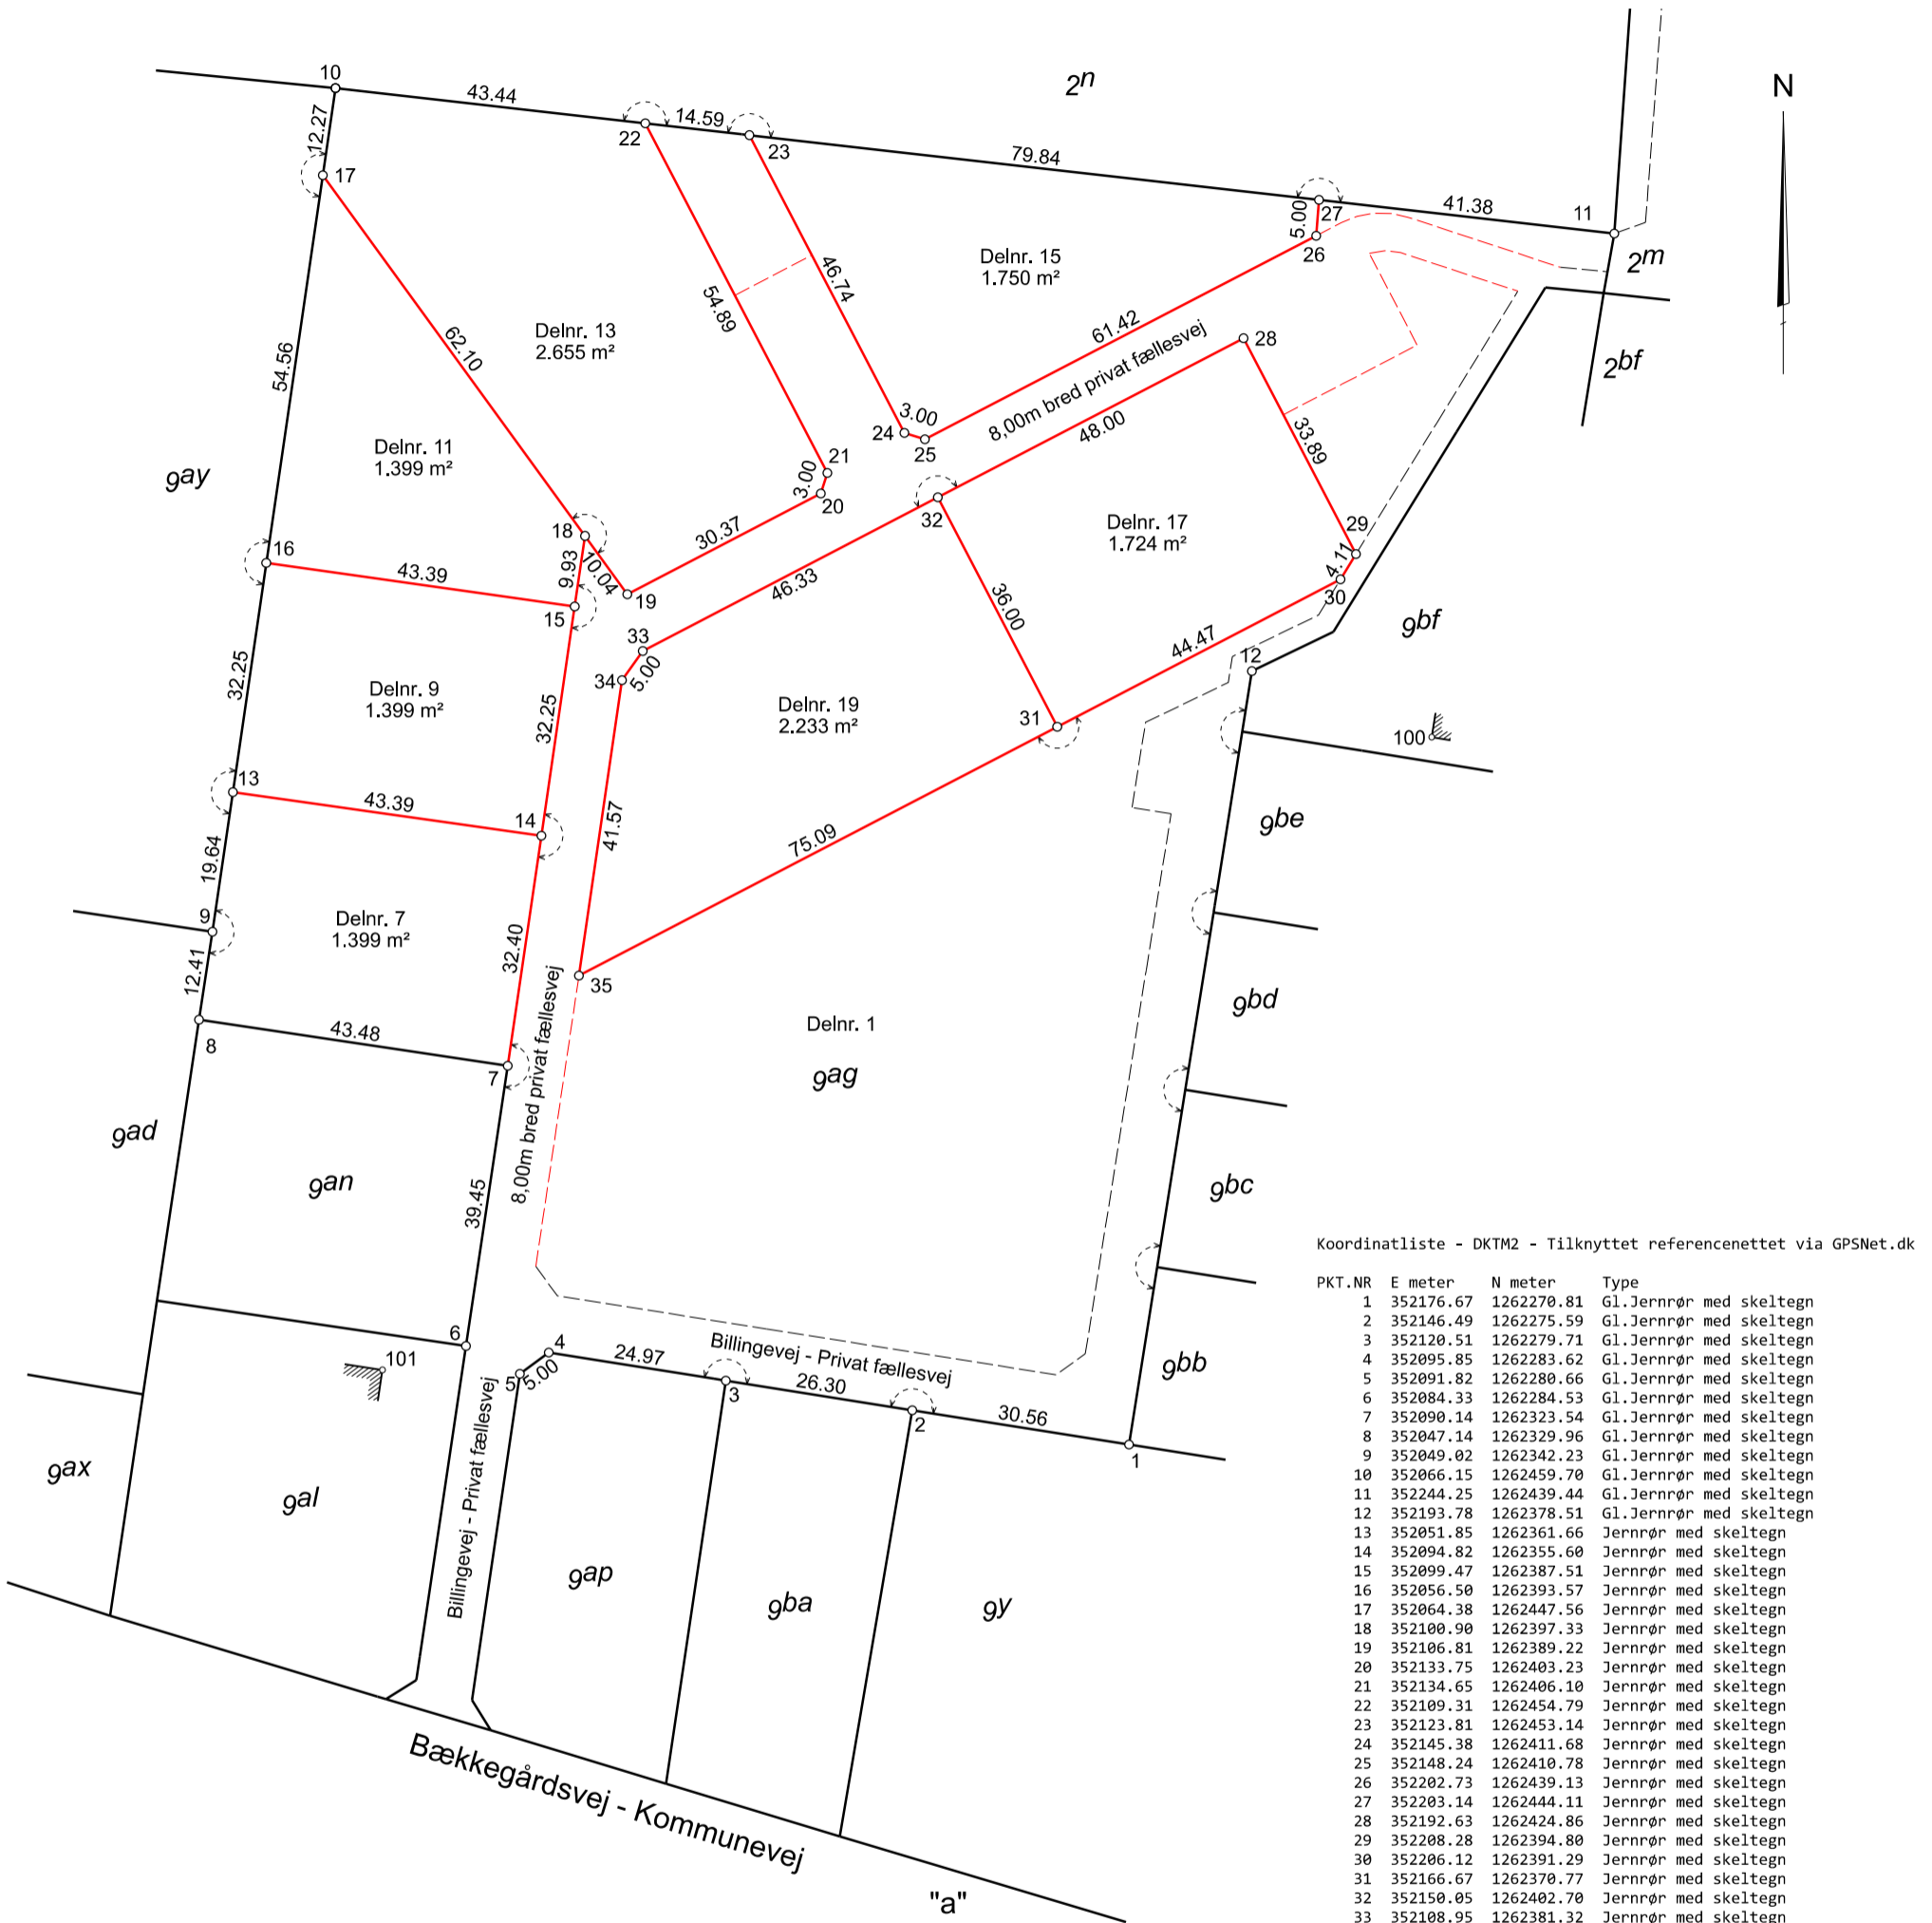 2n
N
10
43.44
22
14.59
23
79.84
27
41.38
11
2m
12.27
17
5.00
26
Delnr. 15
1.750 m²
46.74
54.89
Delnr. 13
2.655 m²
62.10
54.56
61.42
8,00m bred privat fællesvej
28
2bf
48.00
33.89
3.00
24
25
Delnr. 11
1.399 m²
9ay
21
3.00
20
32
Delnr. 17
1.724 m²
29
4.11
30
18
30.37
16
43.39
9.93
10.04
19
46.33
36.00
15
9bf
44.47
33
34
5.00
12
32.25
Delnr. 9
1.399 m²
32.25
Delnr. 19
2.233 m²
31
100
13
43.39
14
41.57
75.09
9be
19.64
9
Delnr. 7
1.399 m²
32.40
12.41
35
9bd
8
43.48
7
8,00m bred privat fællesvej
Delnr. 1
9ag
9ad
9an
39.45
9bc
6
101
4
5
5.00
24.97
Billingevej - Privat fællesvej
3
26.30
2
30.56
1
9bb
Billingevej - Privat fællesvej
9ax
9al
9ap
9ba
9y
Bækkegårdsvej - Kommunevej
"a"
Koordinatliste - DKTM2 - Tilknyttet referencenettet via GPSNet.dk
PKT.NR E meter N meter Type
1 352176.67 1262270.81 Gl.Jernrør med skeltegn
2 352146.49 1262275.59 Gl.Jernrør med skeltegn
3 352120.51 1262279.71 Gl.Jernrør med skeltegn
4 352095.85 1262283.62 Gl.Jernrør med skeltegn
5 352091.82 1262280.66 Gl.Jernrør med skeltegn
6 352084.33 1262284.53 Gl.Jernrør med skeltegn
7 352090.14 1262323.54 Gl.Jernrør med skeltegn
8 352047.14 1262329.96 Gl.Jernrør med skeltegn
9 352049.02 1262342.23 Gl.Jernrør med skeltegn
10 352066.15 1262459.70 Gl.Jernrør med skeltegn
11 352244.25 1262439.44 Gl.Jernrør med skeltegn
12 352193.78 1262378.51 Gl.Jernrør med skeltegn
13 352051.85 1262361.66 Jernrør med skeltegn
14 352094.82 1262355.60 Jernrør med skeltegn
15 352099.47 1262387.51 Jernrør med skeltegn
16 352056.50 1262393.57 Jernrør med skeltegn
17 352064.38 1262447.56 Jernrør med skeltegn
18 352100.90 1262397.33 Jernrør med skeltegn
19 352106.81 1262389.22 Jernrør med skeltegn
20 352133.75 1262403.23 Jernrør med skeltegn
21 352134.65 1262406.10 Jernrør med skeltegn
22 352109.31 1262454.79 Jernrør med skeltegn
23 352123.81 1262453.14 Jernrør med skeltegn
24 352145.38 1262411.68 Jernrør med skeltegn
25 352148.24 1262410.78 Jernrør med skeltegn
26 352202.73 1262439.13 Jernrør med skeltegn
27 352203.14 1262444.11 Jernrør med skeltegn
28 352192.63 1262424.86 Jernrør med skeltegn
29 352208.28 1262394.80 Jernrør med skeltegn
30 352206.12 1262391.29 Jernrør med skeltegn
31 352166.67 1262370.77 Jernrør med skeltegn
32 352150.05 1262402.70 Jernrør med skeltegn
33 352108.95 1262381.32 Jernrør med skeltegn